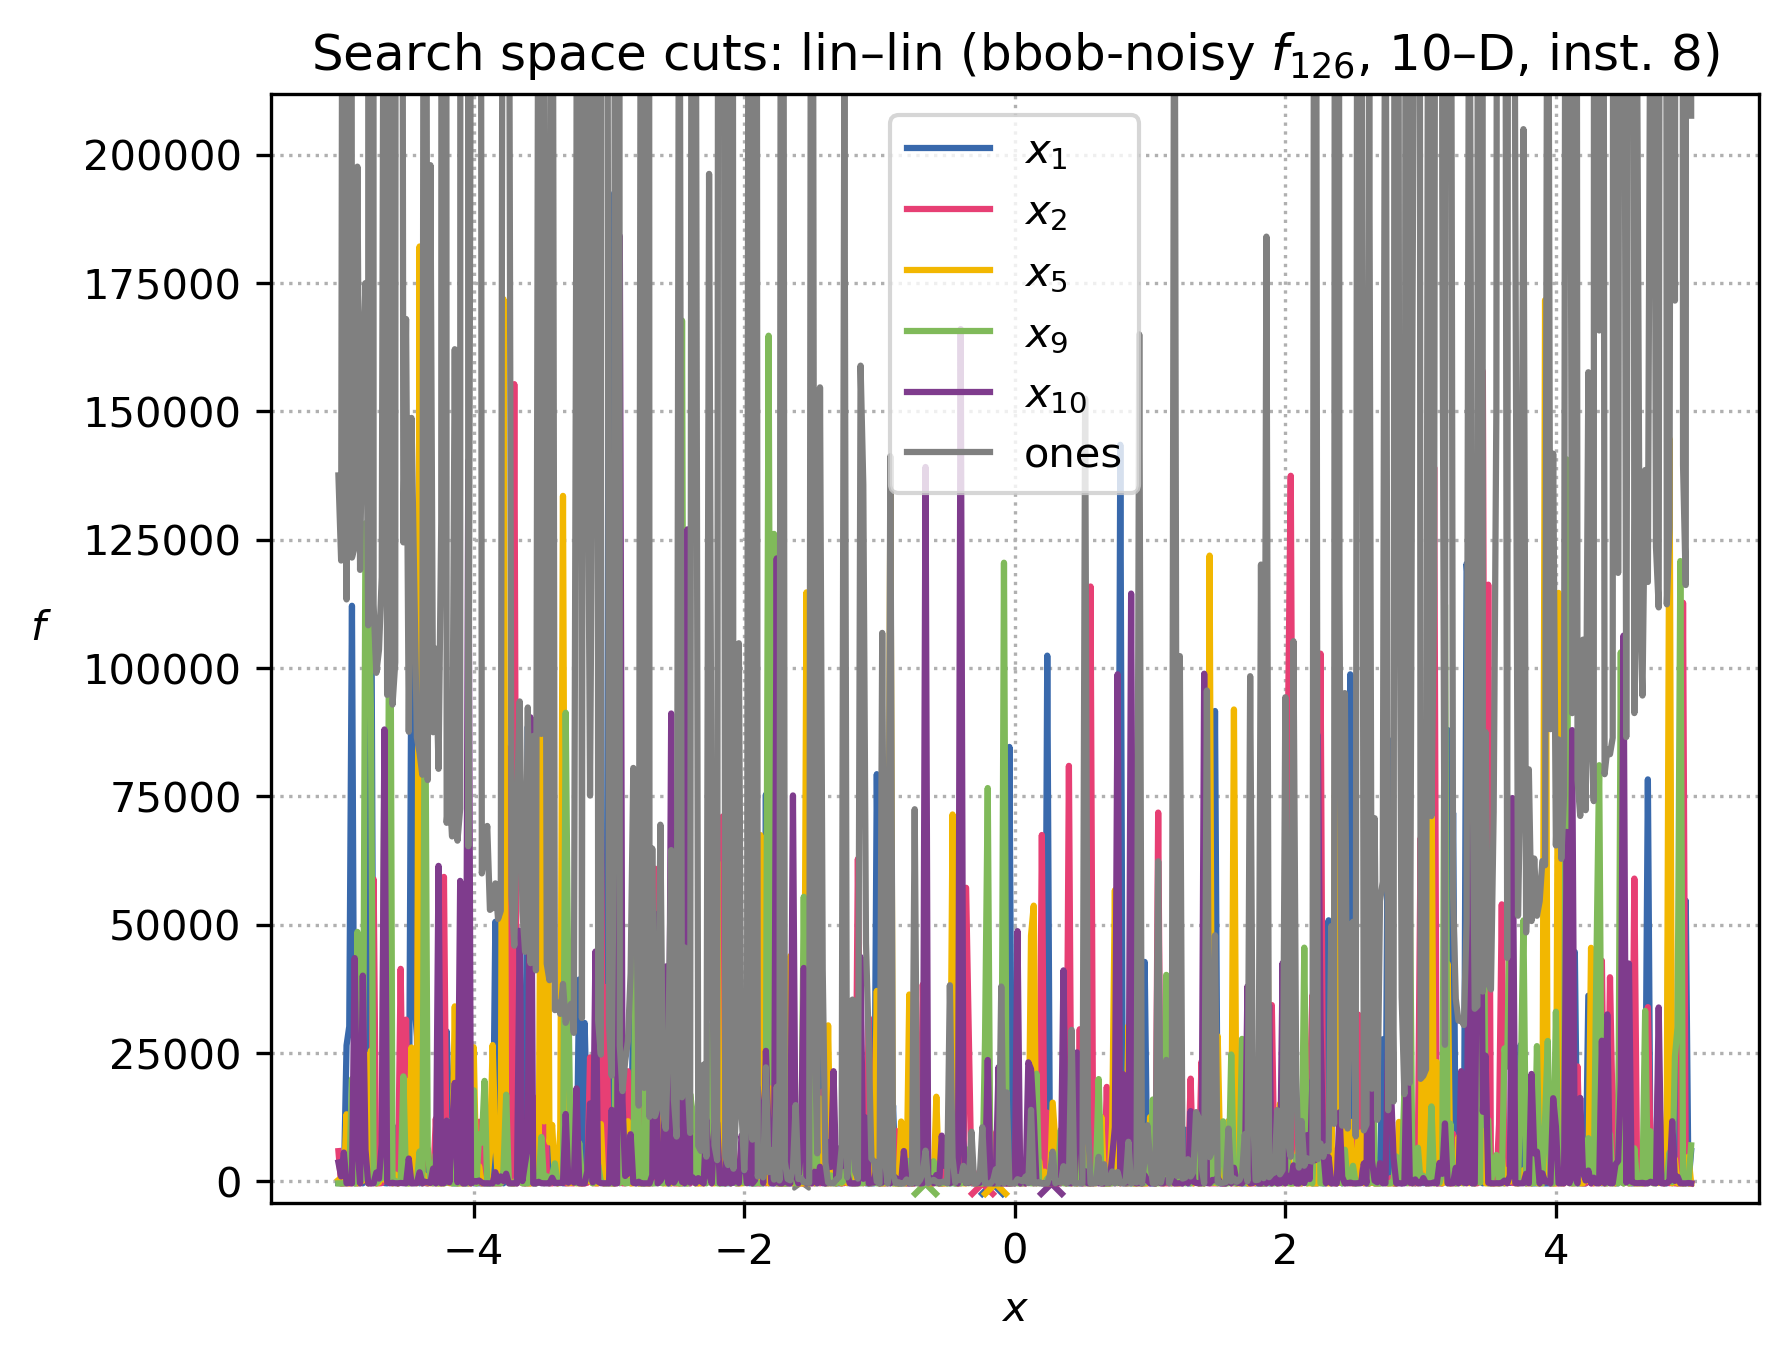 Search space cuts: lin–lin (bbob-noisy f126, 10–D, inst. 8)
200000
175000
150000
125000
100000
75000
50000
25000
0
f
x1
x2
x5
x9
x10
ones
−4
−2
0
2
4
x